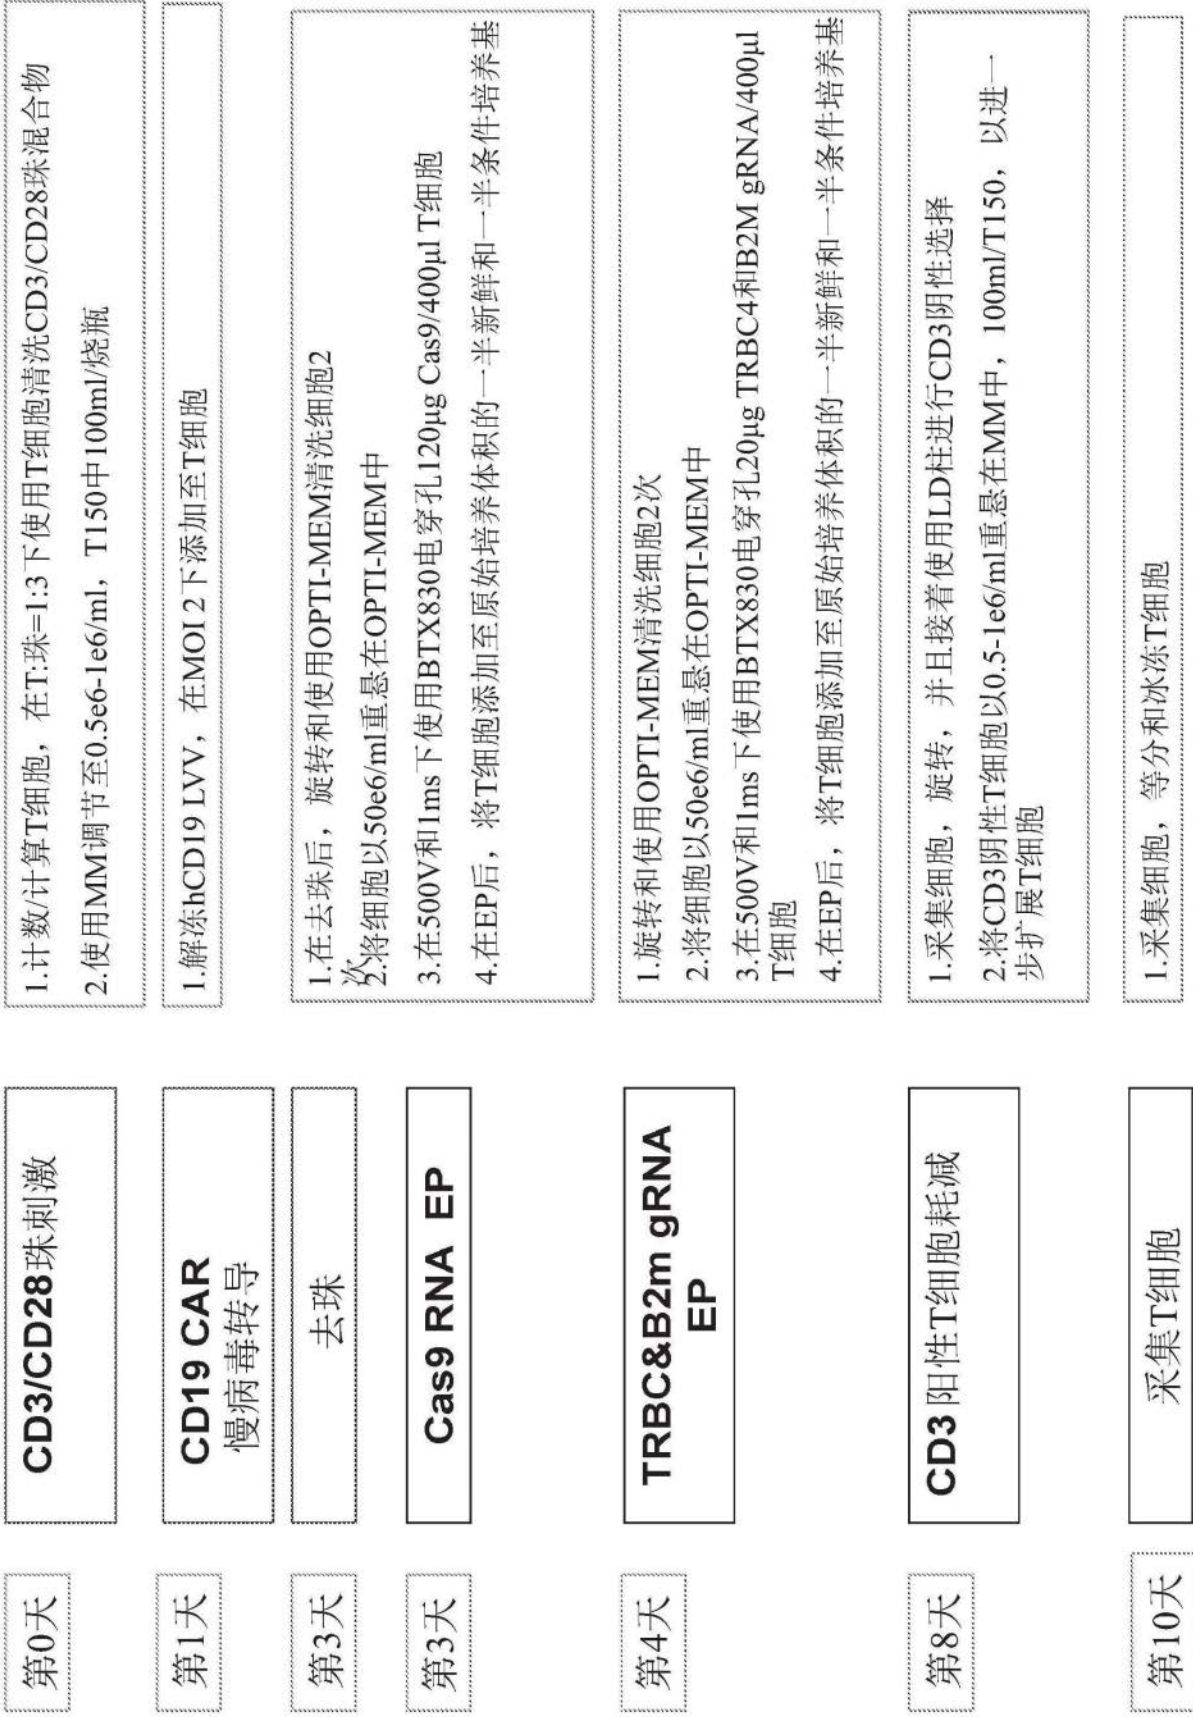 第0天
CD3/CD28珠刺激
1.计数/计算T细胞，在T:珠=1:3下使用T细胞清洗CD3/CD28珠混合物
2.使用MM调节至0.5e6-1e6/ml，T150中100ml/烧瓶
第1天
CD19 CAR
慢病毒转导
1.解冻hCD19 LVV，在MOI 2下添加至T细胞
第3天
去珠
第3天
Cas9 RNA EP
1.在去珠后，旋转和使用OPTI-MEM清洗细胞2
次
2.将细胞以50e6/ml重悬在OPTI-MEM中
3.在500V和1ms下使用BTX830电穿孔120μg Cas9/400μl T细胞
4.在EP后，将T细胞添加至原始培养体积的一半新鲜和一半条件培养基
第4天
TRBC&B2m gRNA
EP
1.旋转和使用OPTI-MEM清洗细胞2次
2.将细胞以50e6/ml重悬在OPTI-MEM中
3.在500V和1ms下使用BTX830电穿孔20μg TRBC4和B2M gRNA/400μl
T细胞
4.在EP后，将T细胞添加至原始培养体积的一半新鲜和一半条件培养基
第8天
CD3 阳性T细胞耗减
1.采集细胞，旋转，并且接着使用LD柱进行CD3阴性选择
2.将CD3阴性T细胞以0.5-1e6/ml重悬在MM中，100ml/T150，以进一
步扩展T细胞
第10天
采集T细胞
1.采集细胞，等分和冰冻T细胞